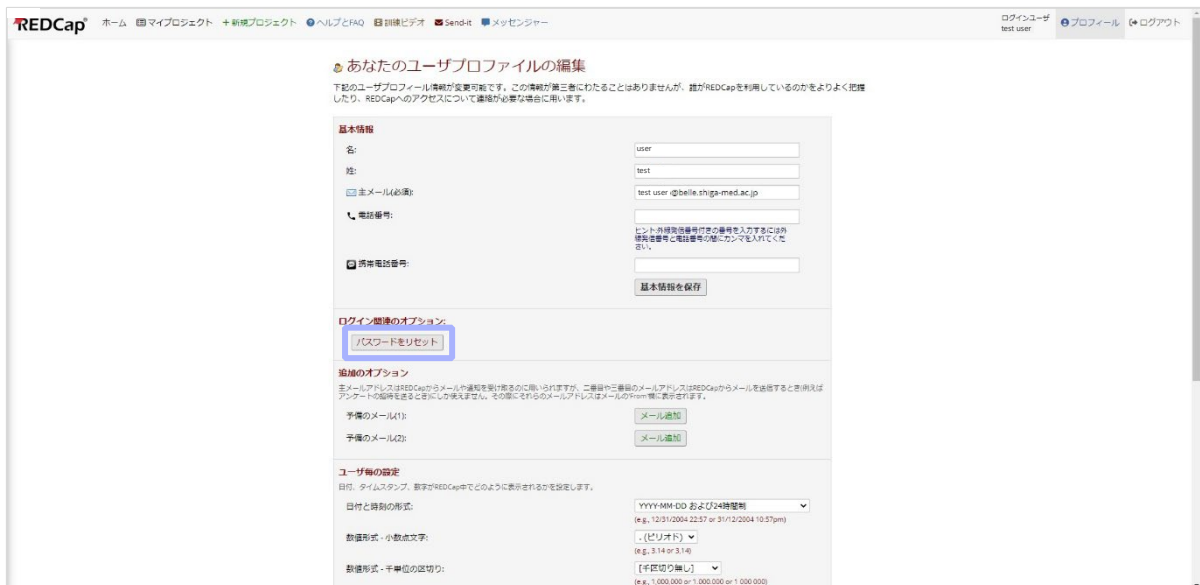 REDCap ホーム マイプロジェクト +新規プロジェクト ヘルプとFAQ 訓練ビデオ Send-It メッセンジャー ログインユーザ プロフィール ログアウト
test user
あなたのユーザプロファイルの編集
下記のユーザプロフィール情報が変更可能です。この情報が第三者にわたることはありませんが、誰がREDCapを利用しているのかをよりよく把握
したり、REDCapへのアクセスについて連絡が必要な場合に用います。
基本情報
名: user
姓: test
主メール(必須): test user @belle.shiga-med.ac.jp
電話番号:
ヒント:外線発信番号付きの番号を入力するには外
線発信番号と電話番号の間にカンマを入れてくだ
さい。
携帯電話番号:
基本情報を保存
ログイン関連のオプション:
パスワードをリセット
追加のオプション
主メールアドレスはREDCapからメールや通知を受け取るのに用いられますが、二番目や三番目のメールアドレスはREDCapからメールを送信するとき(例えば
アンケートの招待を送るとき)にしか使えません。その際にそれらのメールアドレスはメールの'From'欄に表示されます。
予備のメール(1): メール追加
予備のメール(2): メール追加
ユーザ毎の設定
日付、タイムスタンプ、数字がREDCap中でどのように表示されるかを設定します。
日付と時刻の形式: YYYY-MM-DD および24時間制
(e.g., 12/31/2004 22:57 or 31/12/2004 10:57pm)
数値形式 - 小数点文字: . (ピリオド)
(e.g., 3.14 or 3,14)
数値形式 - 千単位の区切り: [千区切り無し]
(e.g., 1,000,000 or 1.000.000 or 1 000 000)